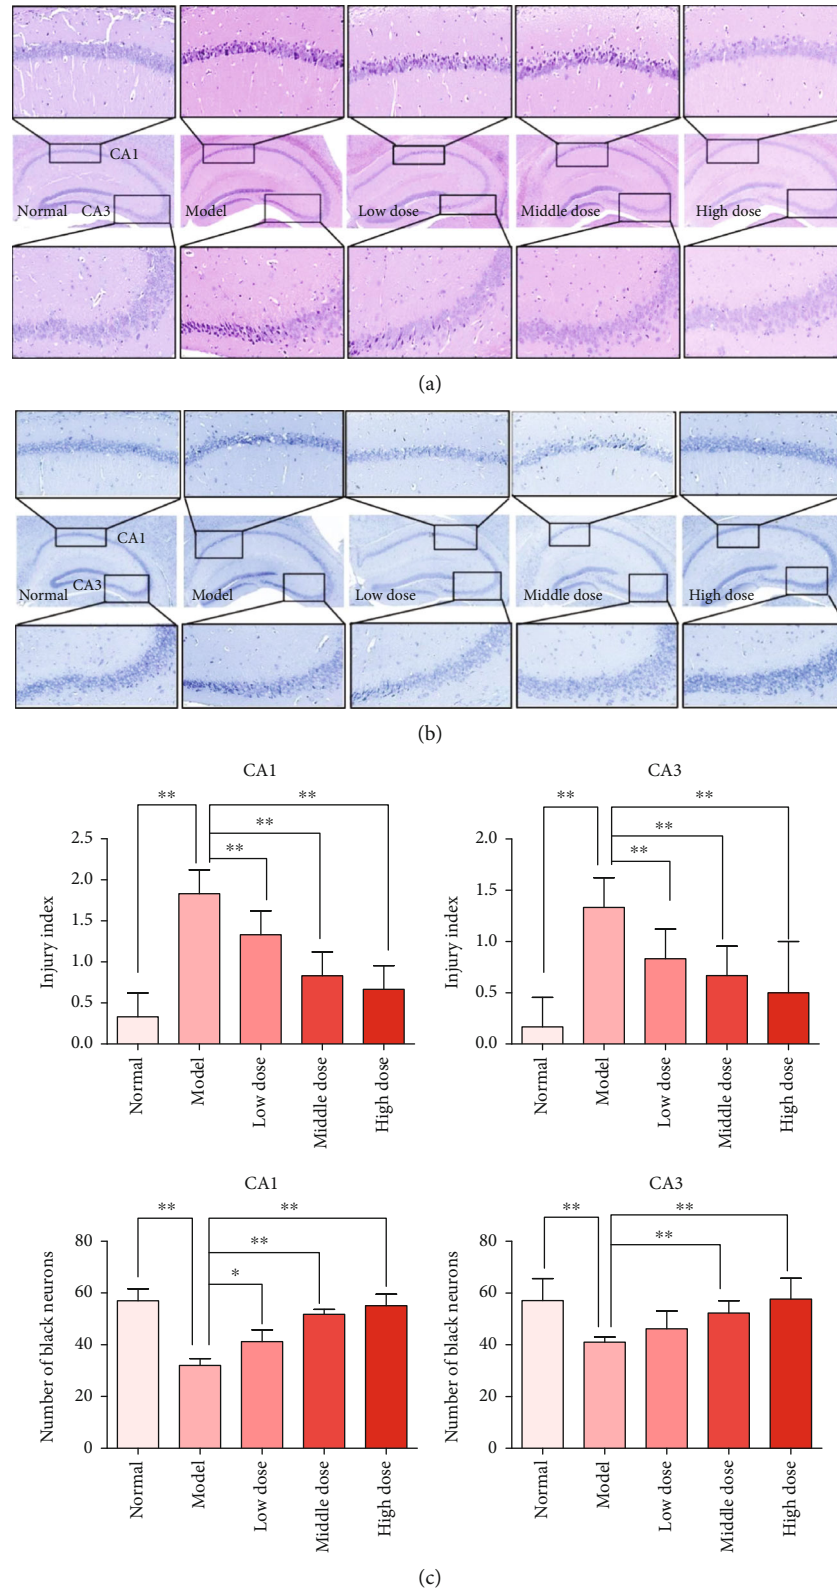 CA1
Normal CA3 Model Low dose Middle dose High dose
(a)
CA1
CA3
Normal Model Low dose Middle dose High dose
(b)
CA1
** **
**
**
2.5
2.0
1.5
1.0
0.5
0.0
Injury index
Normal
Model
Low dose
Middle dose
High dose
CA3
** **
**
**
2.0
1.5
1.0
0.5
0.0
Injury index
Normal
Model
Low dose
Middle dose
High dose
CA1
** **
**
*
80
60
40
20
0
Number of black neurons
Normal
Model
Low dose
Middle dose
High dose
CA3
** **
**
80
60
40
20
0
Number of black neurons
Normal
Model
Low dose
Middle dose
High dose
(c)